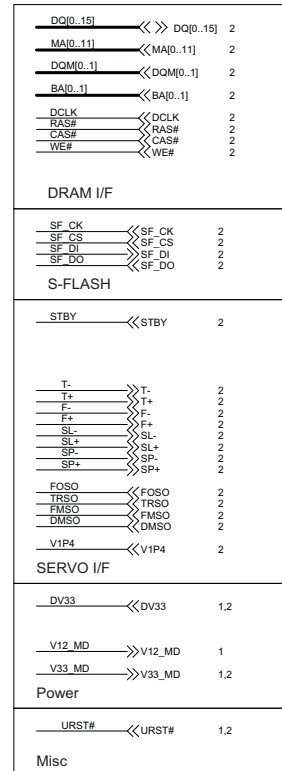 DQ[0..15] DQ[0..15] 2
MA[0..11] MA[0..11] 2
DQM[0..1] DQM[0..1] 2
BA[0..1] BA[0..1] 2
DCLK DCLK 2
RAS# RAS# 2
CAS# CAS# 2
WE# WE# 2
DRAM I/F
SF_CK SF_CK 2
SF_CS SF_CS 2
SF_DI SF_DI 2
SF_DO SF_DO 2
S-FLASH
STBY STBY 2
T- T- 2
T+ T+ 2
F- F- 2
F+ F+ 2
SL- SL- 2
SL+ SL+ 2
SP- SP- 2
SP+ SP+ 2
FOSO FOSO 2
TRSO TRSO 2
FMSO FMSO 2
DMSO DMSO 2
V1P4 V1P4 2
SERVO I/F
DV33 DV33 1,2
V12_MD V12_MD 1
V33_MD V33_MD 1,2
Power
URST# URST# 1,2
Misc